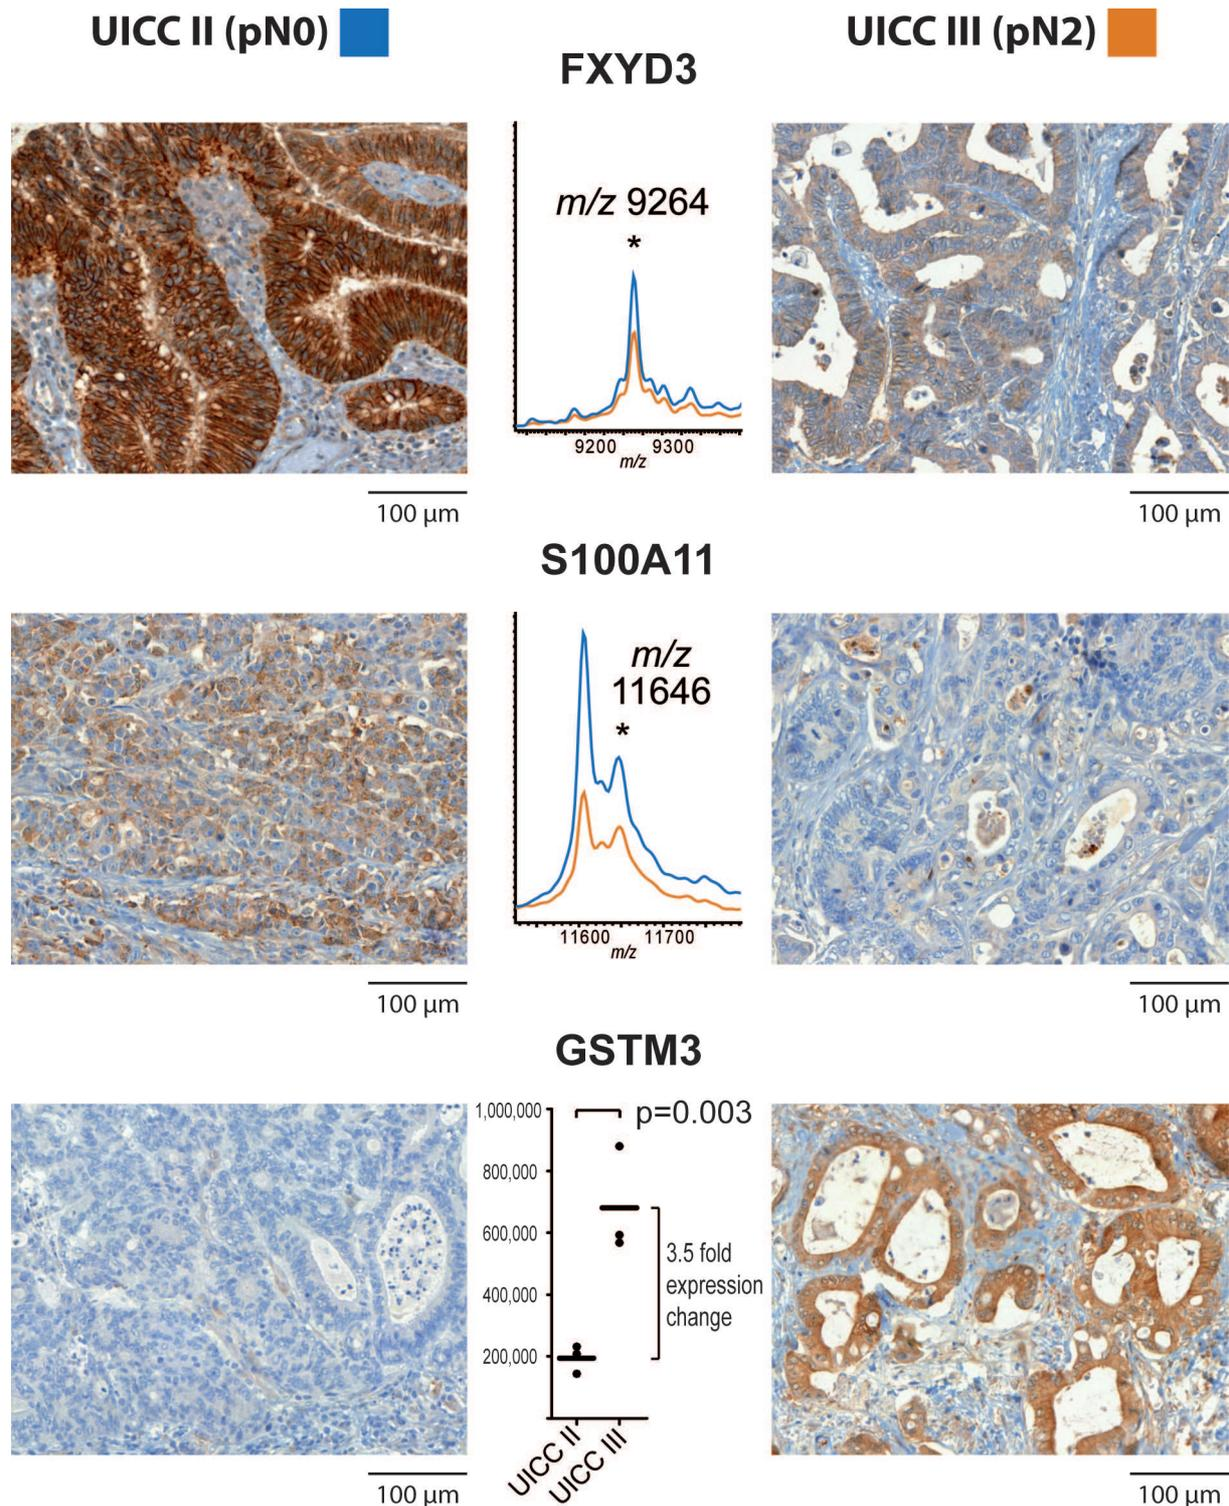 UICC II (pN0)
UICC III (pN2)
FXYD3
m/z 9264
*
9200 9300
m/z
100 µm
100 µm
S100A11
m/z
11646
*
11600 11700
m/z
100 µm
100 µm
GSTM3
1,000,000
p=0.003
800,000
600,000
400,000
200,000
3.5 fold
expression
change
UICC II
UICC III
100 µm
100 µm